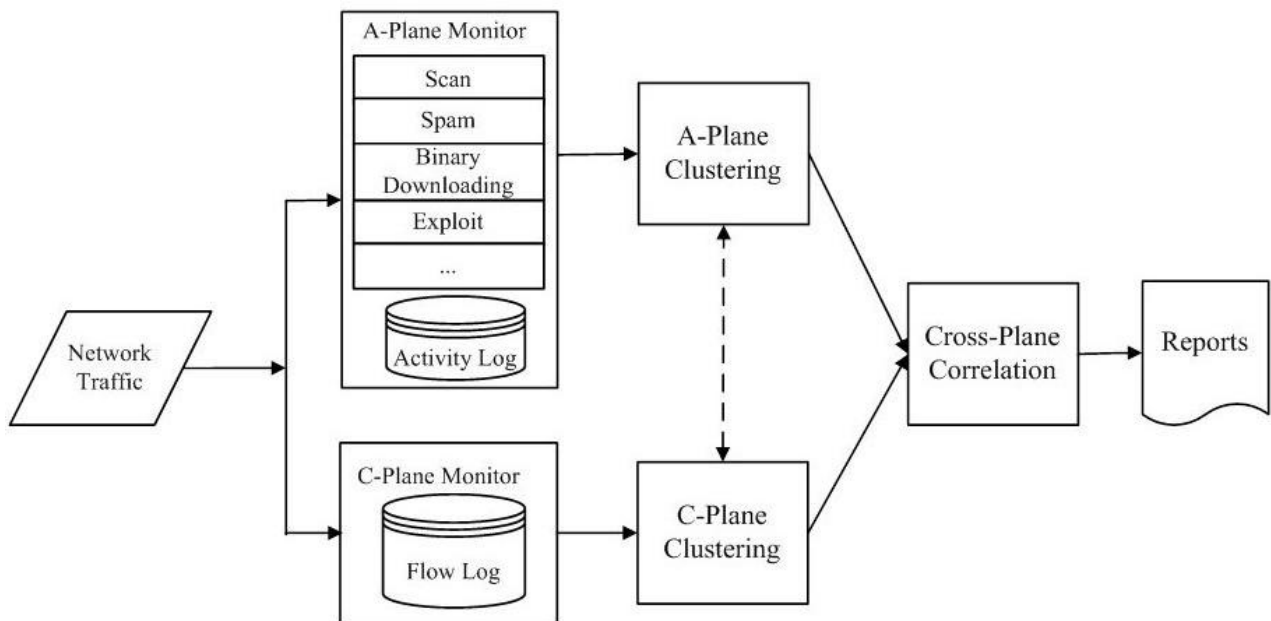 A-Plane Monitor
Scan
Spam
Binary
Downloading
Exploit
...
Activity Log
A-Plane
Clustering
Network
Traffic
Cross-Plane
Correlation
Reports
C-Plane Monitor
Flow Log
C-Plane
Clustering